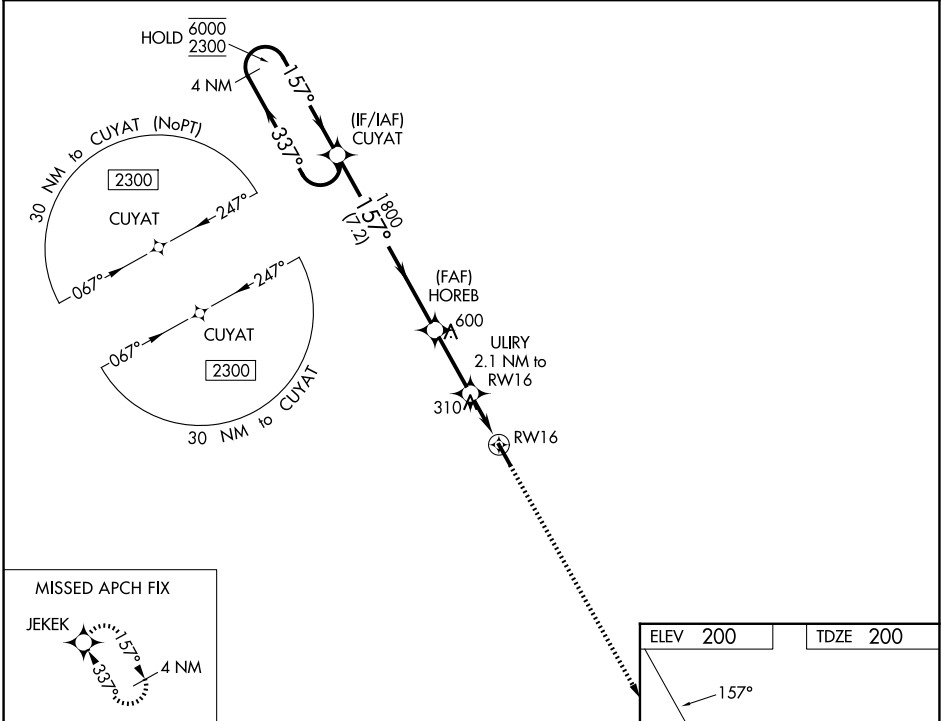 HOLD 6000
2300
4 NM
157°
337°
(IF/IAF)
CUYAT
30 NM to CUYAT (NoPT)
2300
CUYAT
247°
067°
1800
157°
(7.2)
247°
067°
CUYAT
2300
30 NM to CUYAT
(FAF)
HOREB
600
ULIRY
2.1 NM to
RW16
310
RW16
MISSED APCH FIX
JEKEK
157°
337°
4 NM
ELEV 200
TDZE 200
157°